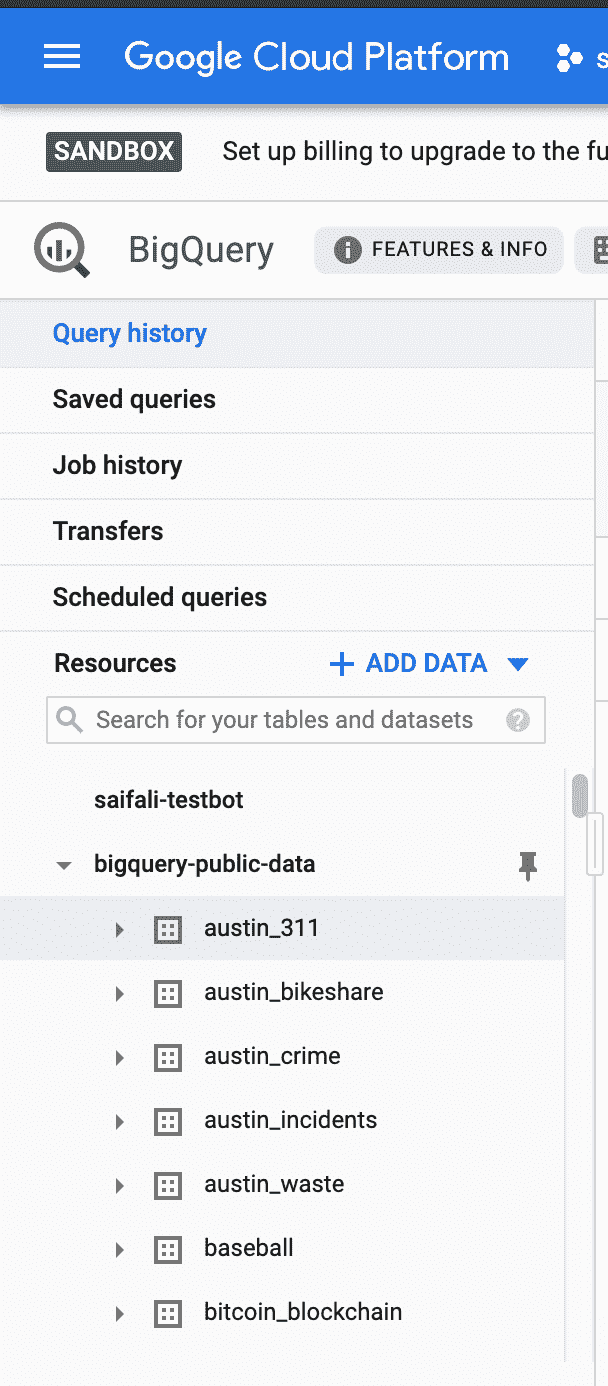 Google Cloud Platform
SANDBOX Set up billing to upgrade to the fu
BigQuery FEATURES & INFO
Query history
Saved queries
Job history
Transfers
Scheduled queries
Resources + ADD DATA
Search for your tables and datasets
saifali-testbot
bigquery-public-data
austin_311
austin_bikeshare
austin_crime
austin_incidents
austin_waste
baseball
bitcoin_blockchain